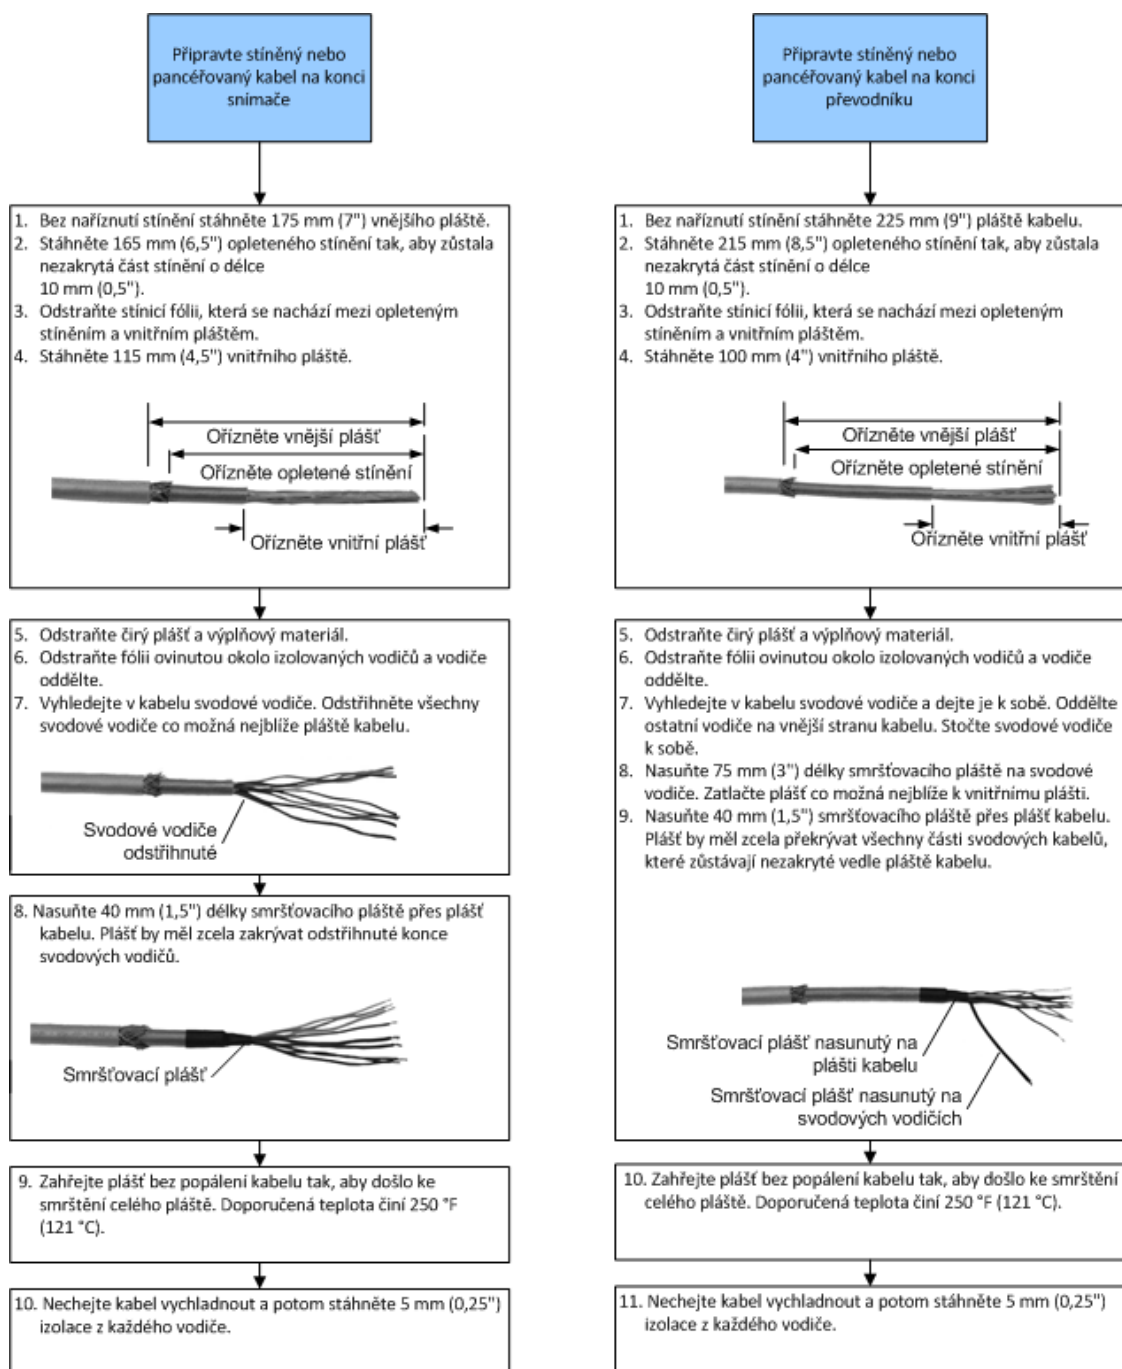 Připravte stíněný nebo
pancéřovaný kabel na konci
snímače
1. Bez naříznutí stínění stáhněte 175 mm (7") vnějšího pláště.
2. Stáhněte 165 mm (6,5") opleteného stínění tak, aby zůstala
nezakrytá část stínění o délce
10 mm (0,5").
3. Odstraňte stínicí fólii, která se nachází mezi opleteným
stíněním a vnitřním pláštěm.
4. Stáhněte 115 mm (4,5") vnitřního pláště.
Ořízněte vnější plášť
Ořízněte opletené stínění
Ořízněte vnitřní plášť
5. Odstraňte čirý plášť a výplňový materiál.
6. Odstraňte fólii ovinutou okolo izolovaných vodičů a vodiče
oddělte.
7. Vyhledejte v kabelu svodové vodiče. Odstřihněte všechny
svodové vodiče co možná nejblíže pláště kabelu.
Svodové vodiče
odstřihnuté
8. Nasuňte 40 mm (1,5") délky smršťovacího pláště přes plášť
kabelu. Plášť by měl zcela zakrývat odstřihnuté konce
svodových vodičů.
Smršťovací plášť
9. Zahřejte plášť bez popálení kabelu tak, aby došlo ke
smrštění celého pláště. Doporučená teplota činí 250 °F
(121 °C).
10. Nechejte kabel vychladnout a potom stáhněte 5 mm (0,25")
izolace z každého vodiče.
Připravte stíněný nebo
pancéřovaný kabel na konci
převodníku
1. Bez naříznutí stínění stáhněte 225 mm (9") pláště kabelu.
2. Stáhněte 215 mm (8,5") opleteného stínění tak, aby zůstala
nezakrytá část stínění o délce
10 mm (0,5").
3. Odstraňte stínicí fólii, která se nachází mezi opleteným
stíněním a vnitřním pláštěm.
4. Stáhněte 100 mm (4") vnitřního pláště.
Ořízněte vnější plášť
Ořízněte opletené stínění
Ořízněte vnitřní plášť
5. Odstraňte čirý plášť a výplňový materiál.
6. Odstraňte fólii ovinutou okolo izolovaných vodičů a vodiče
oddělte.
7. Vyhledejte v kabelu svodové vodiče a dejte je k sobě. Oddělte
ostatní vodiče na vnější stranu kabelu. Stočte svodové vodiče
k sobě.
8. Nasuňte 75 mm (3") délky smršťovacího pláště na svodové
vodiče. Zatlačte plášť co možná nejblíže k vnitřnímu plášti.
9. Nasuňte 40 mm (1,5") smršťovacího pláště přes plášť kabelu.
Plášť by měl zcela překrývat všechny části svodových kabelů,
které zůstávají nezakryté vedle pláště kabelu.
Smršťovací plášť nasunutý na
plášti kabelu
Smršťovací plášť nasunutý na
svodových vodičích
10. Zahřejte plášť bez popálení kabelu tak, aby došlo ke smrštění
celého pláště. Doporučená teplota činí 250 °F (121 °C).
11. Nechejte kabel vychladnout a potom stáhněte 5 mm (0,25")
izolace z každého vodiče.